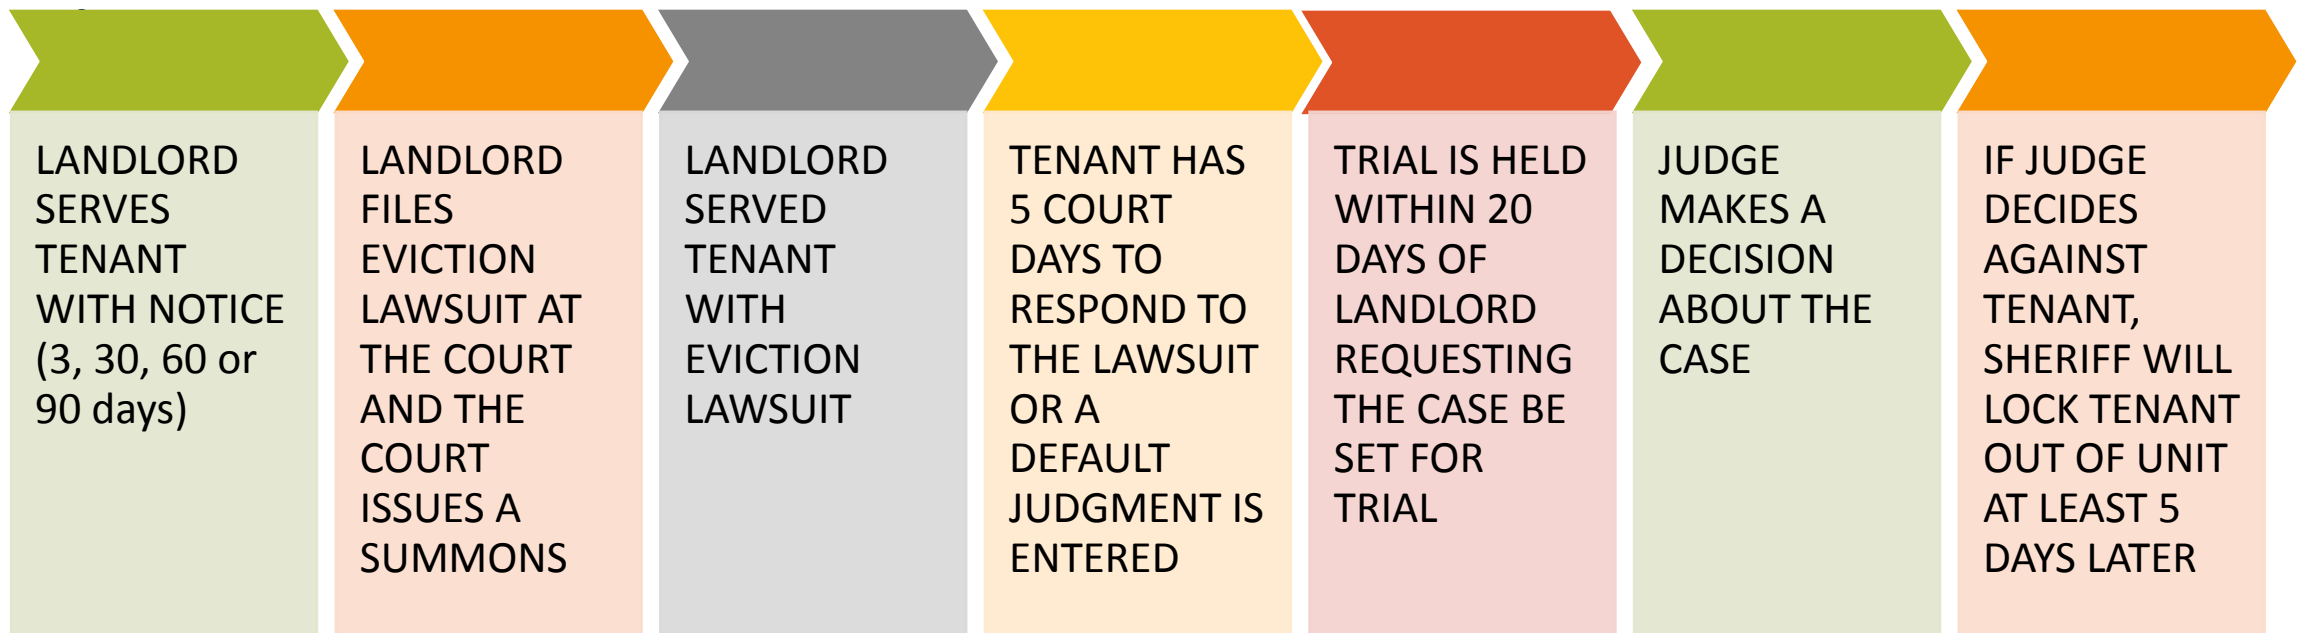 LANDLORD
SERVES
TENANT
WITH NOTICE
(3, 30, 60 or
90 days)
LANDLORD
FILES
EVICTION
LAWSUIT AT
THE COURT
AND THE
COURT
ISSUES A
SUMMONS
LANDLORD
SERVED
TENANT
WITH
EVICTION
LAWSUIT
TENANT HAS
5 COURT
DAYS TO
RESPOND TO
THE LAWSUIT
OR A
DEFAULT
JUDGMENT IS
ENTERED
TRIAL IS HELD
WITHIN 20
DAYS OF
LANDLORD
REQUESTING
THE CASE BE
SET FOR
TRIAL
JUDGE
MAKES A
DECISION
ABOUT THE
CASE
IF JUDGE
DECIDES
AGAINST
TENANT,
SHERIFF WILL
LOCK TENANT
OUT OF UNIT
AT LEAST 5
DAYS LATER